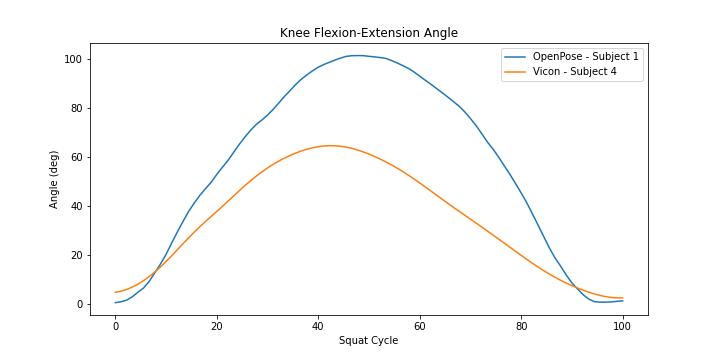 Knee Flexion-Extension Angle
OpenPose - Subject 1
Vicon - Subject 4
Angle (deg)
100
80
60
40
20
0
0 20 40 60 80 100
Squat Cycle